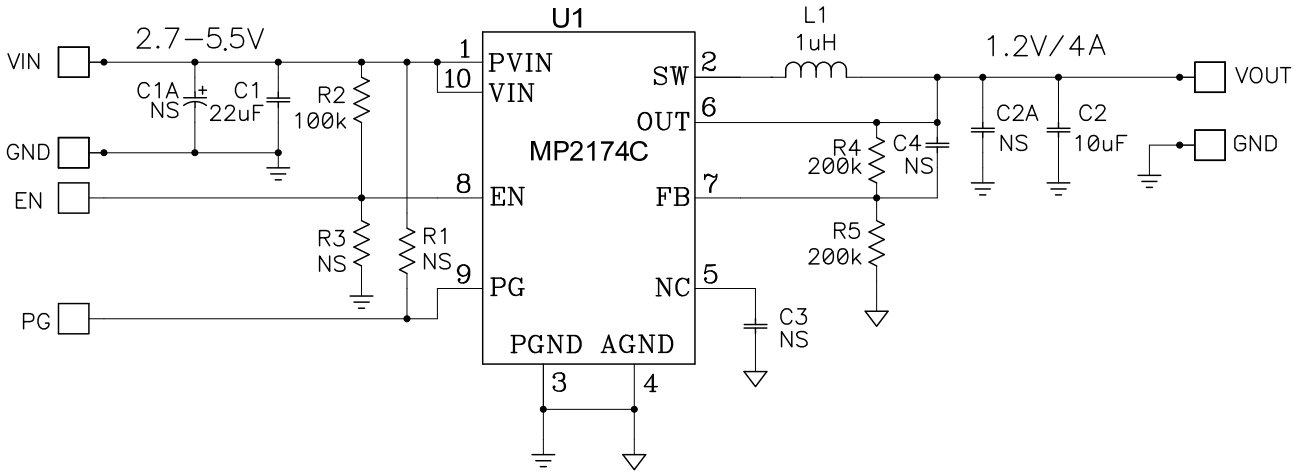 U1
L1
1uH
VIN
2.7-5.5V
1
PVIN
10
VIN
SW
2
1.2V/4A
VOUT
C1A
NS
C1
22uF
R2
100k
OUT
6
MP2174C
R4
200k
C4
NS
C2A
NS
C2
10uF
GND
GND
EN
8
EN
FB
7
R3
NS
R1
NS
R5
200k
9
PG
NC
5
PG
C3
NS
PGND
AGND
3
4